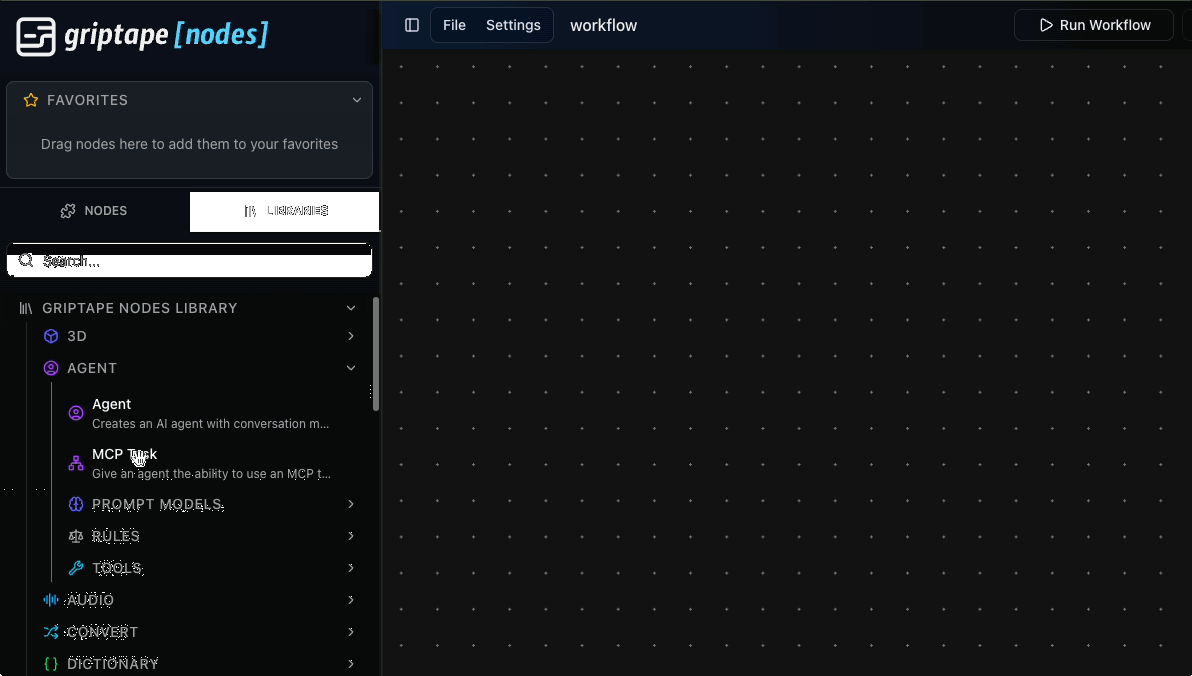 griptape [nodes]
File Settings workflow
Run Workflow
FAVORITES
Drag nodes here to add them to your favorites
NODES
LIBRARIES
Search...
GRIPTAPE NODES LIBRARY
3D
AGENT
Agent
Creates an AI agent with conversation m...
MCP Task
Give an agent the ability to use an MCP t...
PROMPT MODELS
RULES
TOOLS
AUDIO
CONVERT
DICTIONARY